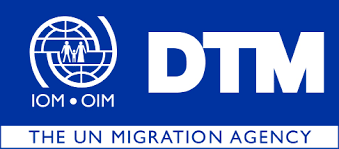 DTM
IOM • OIM
THE UN MIGRATION AGENCY